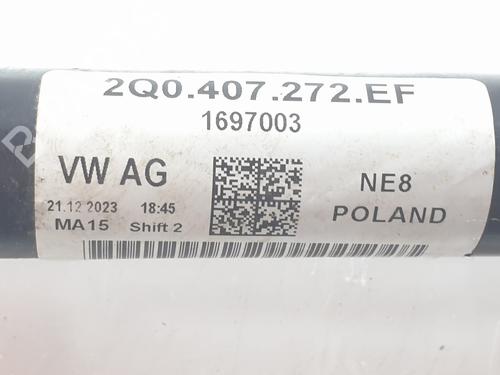 2Q0.407.272.EF
1697003
VW AG
NE8
21.12 2023 18:45
POLAND
MA15 Shift 2